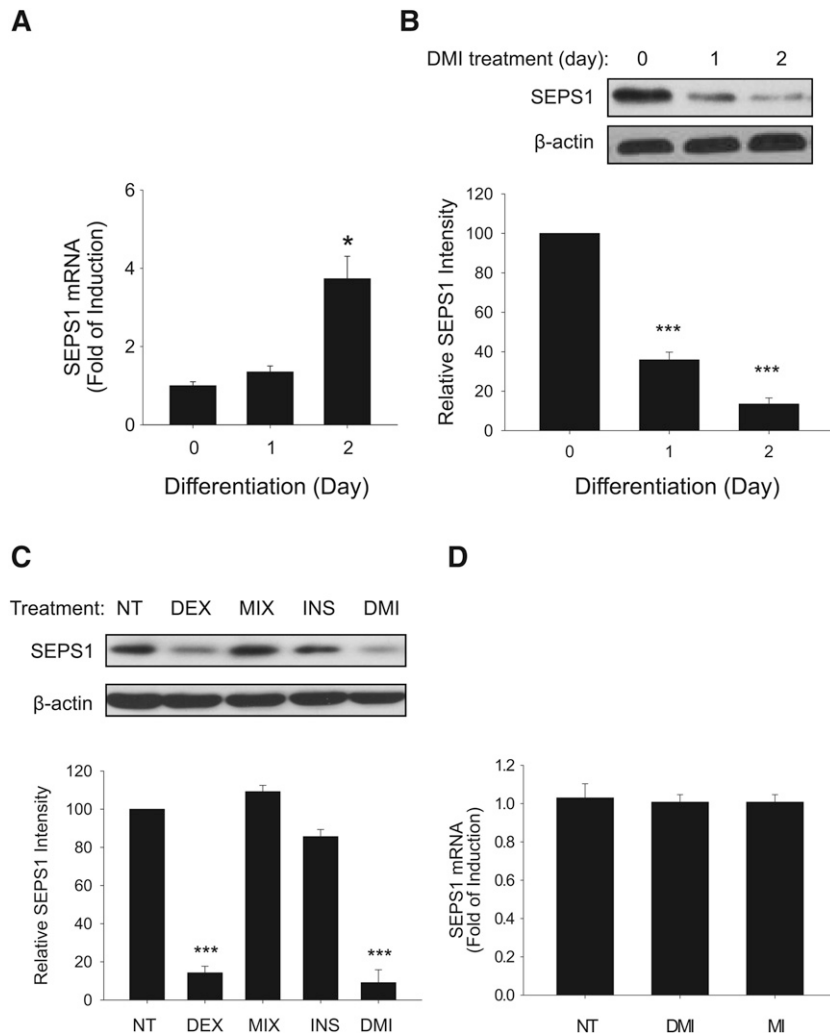 A
6
4
2
0
SEPS1 mRNA
(Fold of Induction)
*
0 1 2
Differentiation (Day)
B
DMI treatment (day): 0 1 2
SEPS1
β-actin
120
100
80
60
40
20
0
Relative SEPS1 Intensity
***
***
0 1 2
Differentiation (Day)
C
Treatment: NT DEX MIX INS DMI
SEPS1
β-actin
120
100
80
60
40
20
0
Relative SEPS1 Intensity
***
***
NT DEX MIX INS DMI
D
1.2
1.0
0.8
0.6
0.4
0.2
0.0
SEPS1 mRNA
(Fold of Induction)
NT DMI MI